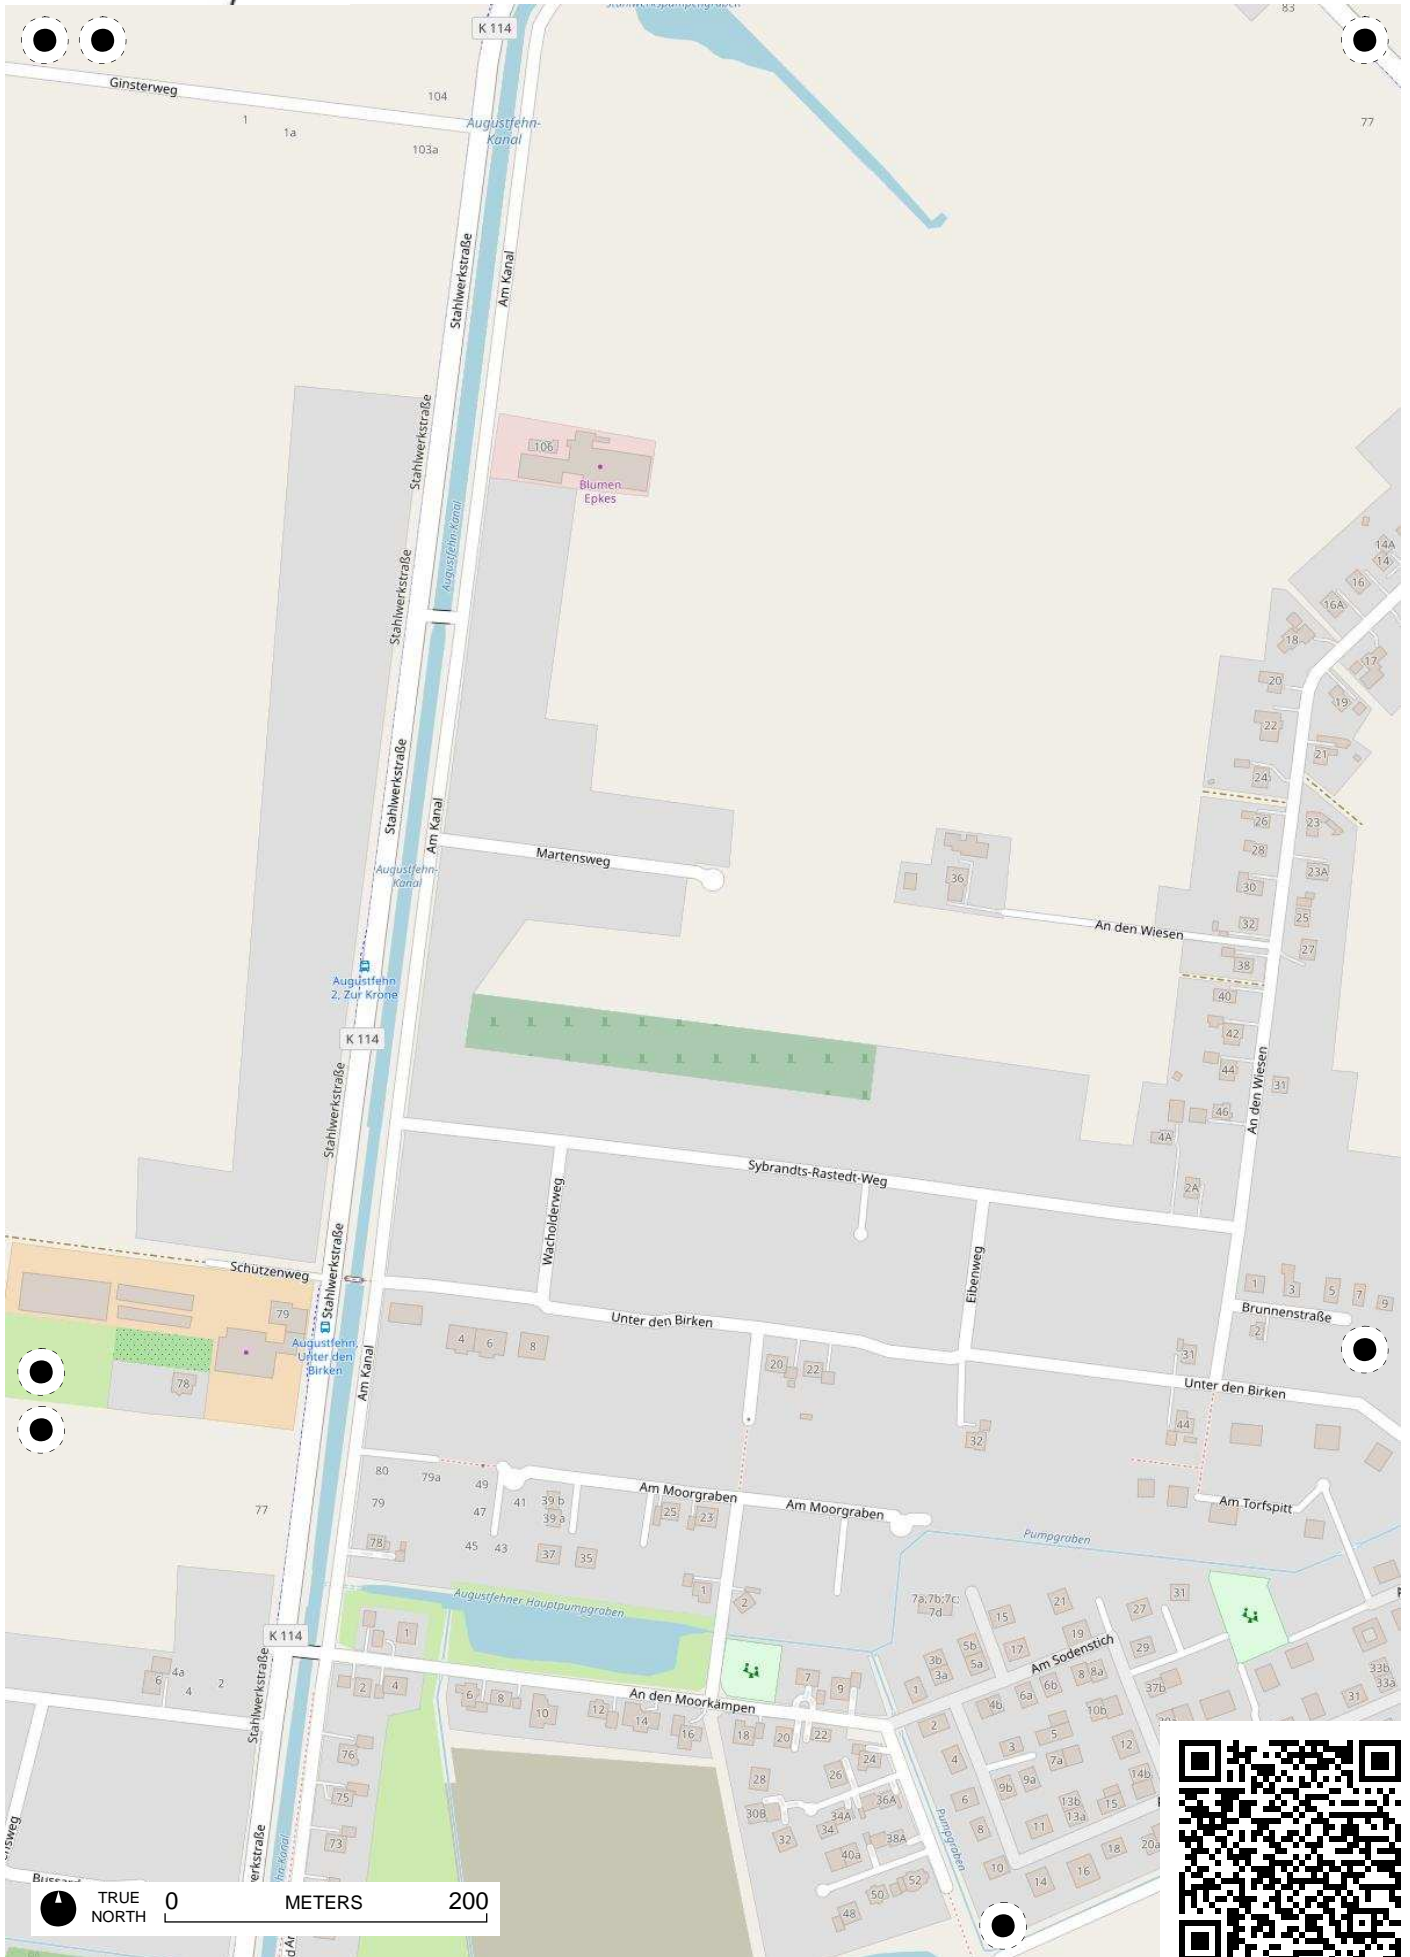 Stahlwerkspumpengraben
83
K 114
Ginsterweg
104
1
1a
103a
Augustfehn-
Kanal
77
Stahlwerkstraße
Am Kanal
Stahlwerkstraße
106
Blumen
Epkes
Augustfehn-Kanal
Stahlwerkstraße
14A
14
16
16A
18
17
20
19
22
21
24
Stahlwerkstraße
Am Kanal
26
23
Martensweg
28
23A
Augustfehn-
Kanal
36
30
25
32
An den Wiesen
27
38
Augustfehn
2, Zur Krone
40
K 114
42
44
31
An den Wiesen
46
4A
Stahlwerkstraße
Sybrandts-Rastedt-Weg
2A
Wacholderweg
Stahlwerkstraße
Schützenweg
Eibenweg
1
3
5
7
9
Brunnenstraße
2
79
Unter den Birken
4
6
8
Augustfehn,
Unter den
Birken
31
20
22
78
Am Kanal
Unter den Birken
44
32
80
79a
49
Am Moorgraben
79
47
41
39 b
39 a
25
23
Am Moorgraben
Am Torfspitt
77
78
45
43
37
35
Pumpgraben
Augustfehner Hauptpumpgraben
1
2
7a,7b;7c;
7d
15
21
27
31
K 114
1
5b
5a
17
19
29
Am Sodenstich
3b
3a
4a
6
4
2
Stahlwerkstraße
2
4
6
8
10
12
14
16
An den Moorkämpen
7
9
1
4b
6a
6b
8
8a
37b
33b
33a
31
10b
18
20
22
2
5
3
7a
12
76
24
4
28
26
9b
9a
14b
75
30B
36A
6
13b
13a
15
34A
34
73
32
38A
8
11
18
20a
40a
Pumpgraben
10
16
14
52
50
48
TRUE
NORTH
0
METERS
200